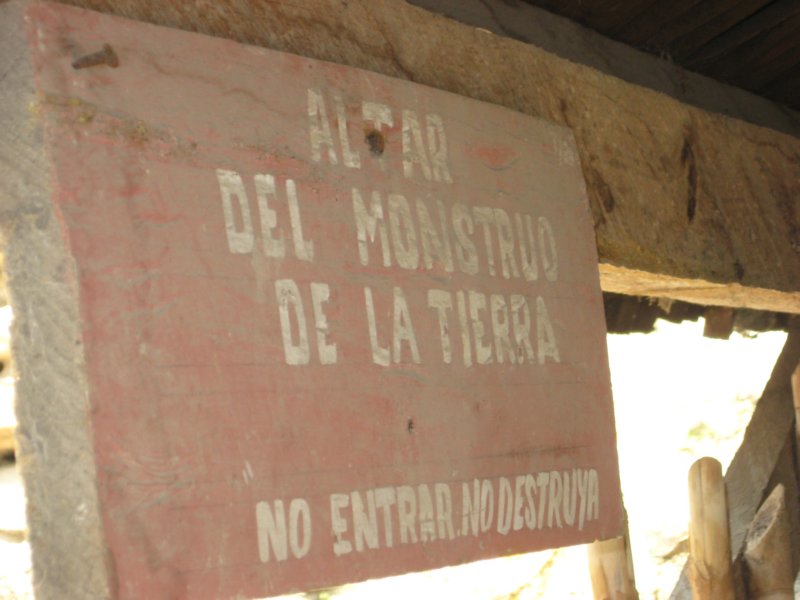 ALTAR
DEL MONSTRUO
DE LA TIERRA
NO ENTRAR. NO DESTRUYA